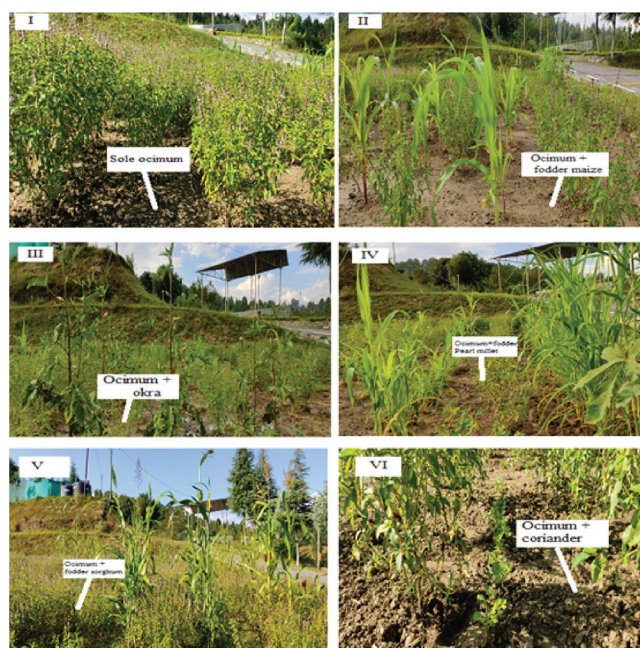 I
Sole ocimum
II
Ocimum +
fodder maize
III
Ocimum +
okra
IV
Ocimum+fodder
Pearl millet
V
Ocimum +
fodder sorghum
VI
Ocimum +
coriander